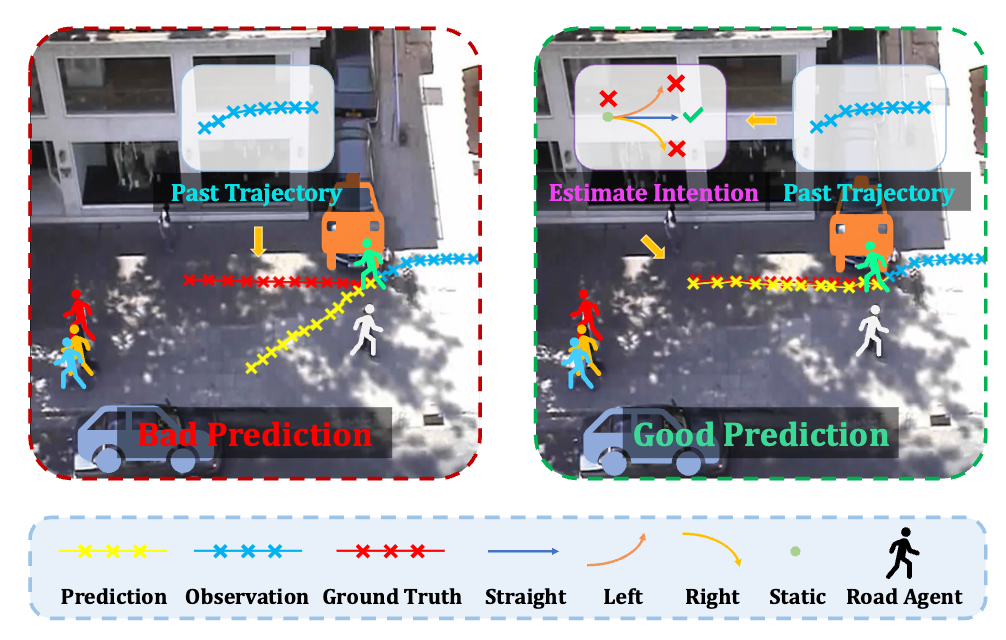 Past Trajectory
Bad Prediction
Estimate Intention
Past Trajectory
Good Prediction
Prediction
Observation
Ground Truth
Straight
Left
Right
Static
Road Agent